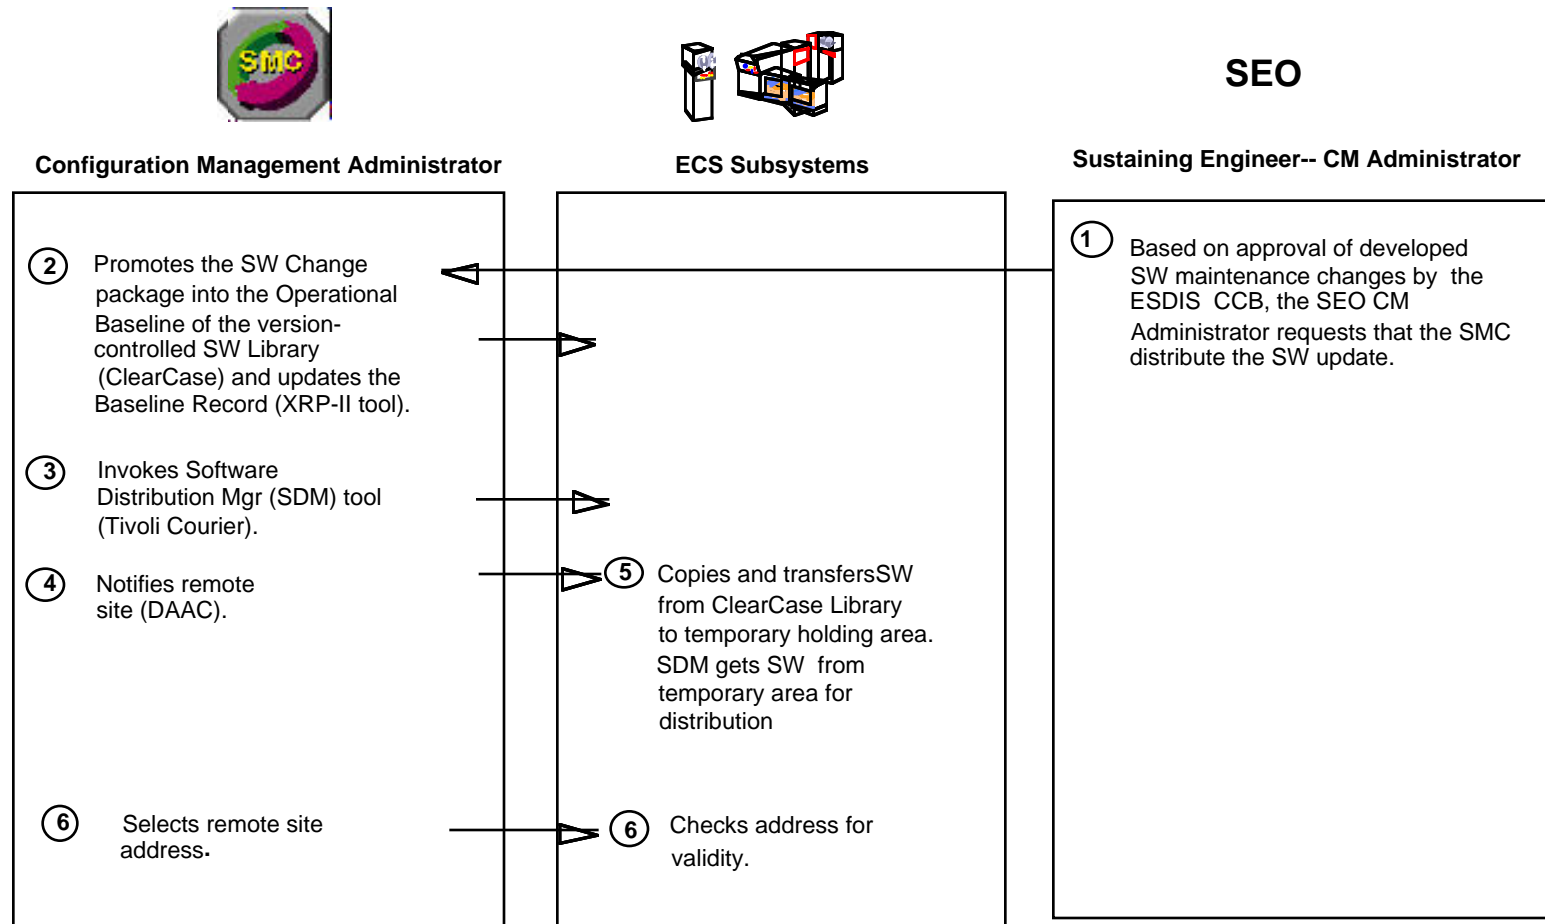 SMC
SEO
Configuration Management Administrator
ECS Subsystems
Sustaining Engineer-- CM Administrator
2
Promotes the SW Change
package into the Operational
Baseline of the version-
controlled SW Library
(ClearCase) and updates the
Baseline Record (XRP-II tool).
3
Invokes Software
Distribution Mgr (SDM) tool
(Tivoli Courier).
4
Notifies remote
site (DAAC).
6
Selects remote site
address.
5
Copies and transfersSW
from ClearCase Library
to temporary holding area.
SDM gets SW from
temporary area for
distribution
6
Checks address for
validity.
1
Based on approval of developed
SW maintenance changes by the
ESDIS CCB, the SEO CM
Administrator requests that the SMC
distribute the SW update.